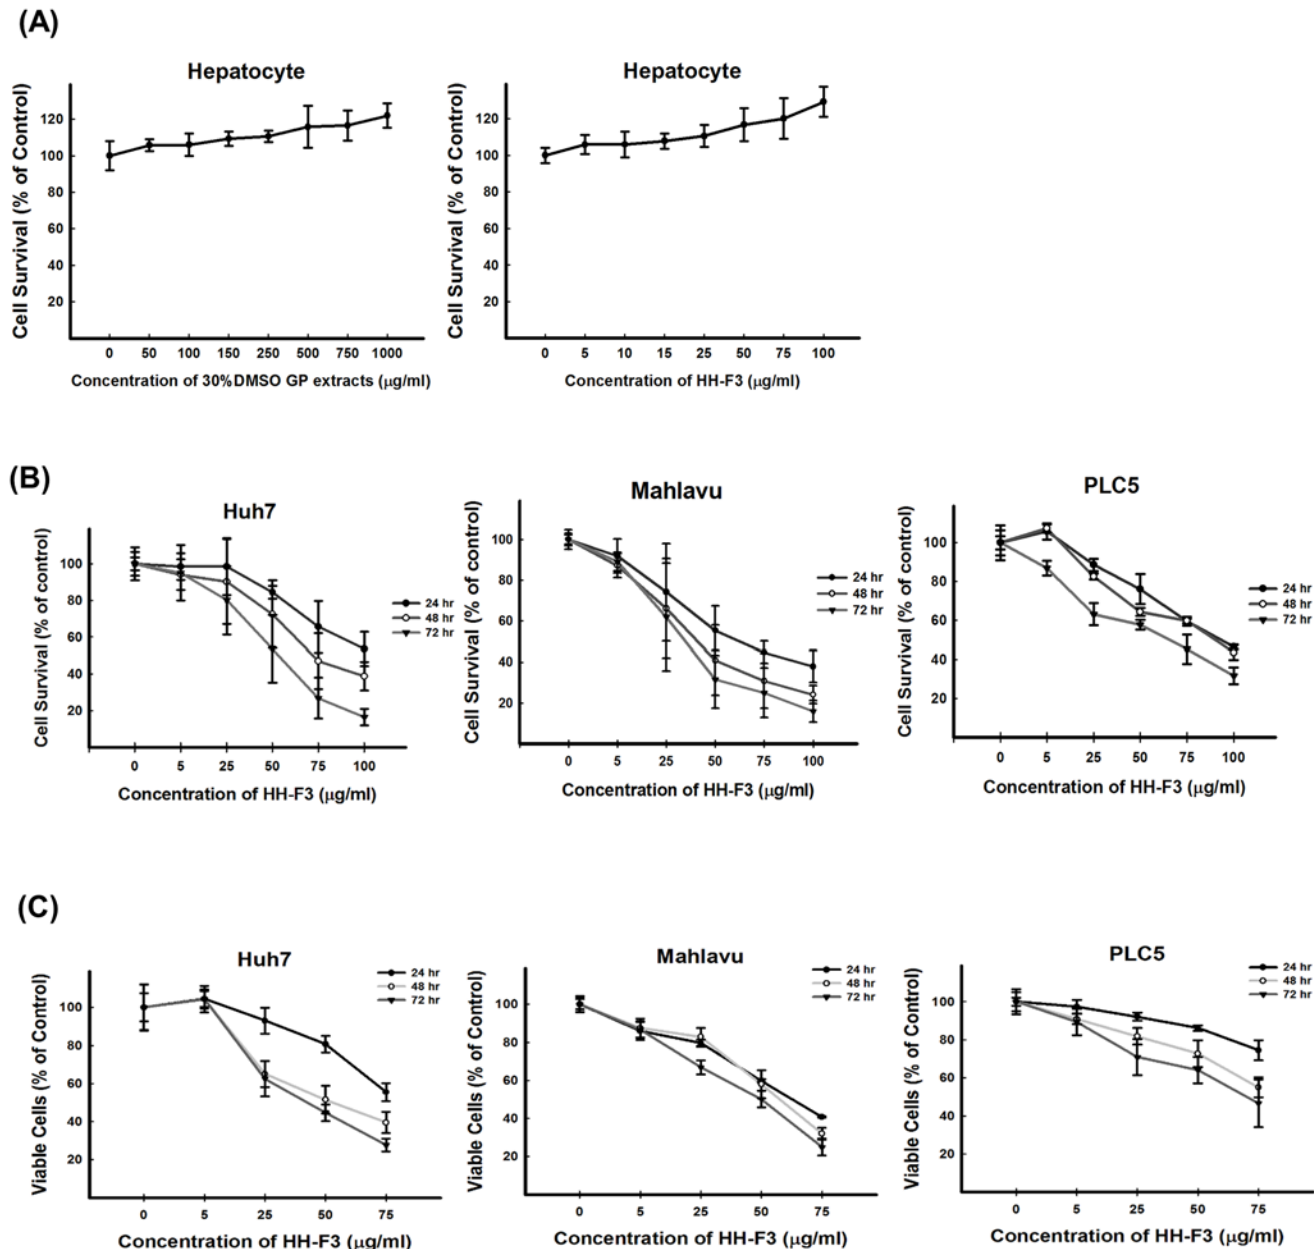 (A)
Hepatocyte
Cell Survival (% of Control)
120
100
80
60
40
20
0 50 100 150 250 500 750 1000
Concentration of 30%DMSO GP extracts (μg/ml)
Hepatocyte
Cell Survival (% of Control)
120
100
80
60
40
20
0 5 10 15 25 50 75 100
Concentration of HH-F3 (μg/ml)
(B)
Huh7
Cell Survival (% of control)
100
80
60
40
20
0 5 25 50 75 100
Concentration of HH-F3 (μg/ml)
24 hr
48 hr
72 hr
Mahlavu
Cell Survival (% of control)
100
80
60
40
20
0 5 25 50 75 100
Concentration of HH-F3 (μg/ml)
24 hr
48 hr
72 hr
PLC5
Cell Survival (% of control)
100
80
60
40
20
0 5 25 50 75 100
Concentration of HH-F3 (μg/ml)
24 hr
48 hr
72 hr
(C)
Huh7
Viable Cells (% of Control)
100
80
60
40
20
0 5 25 50 75
Concentration of HH-F3 (μg/ml)
24 hr
48 hr
72 hr
Mahlavu
Viable Cells (% of Control)
100
80
60
40
20
0 5 25 50 75
Concentration of HH-F3 (μg/ml)
24 hr
48 hr
72 hr
PLC5
Viable Cells (% of Control)
100
80
60
40
20
0 5 25 50 75
Concentration of HH-F3 (μg/ml)
24 hr
48 hr
72 hr